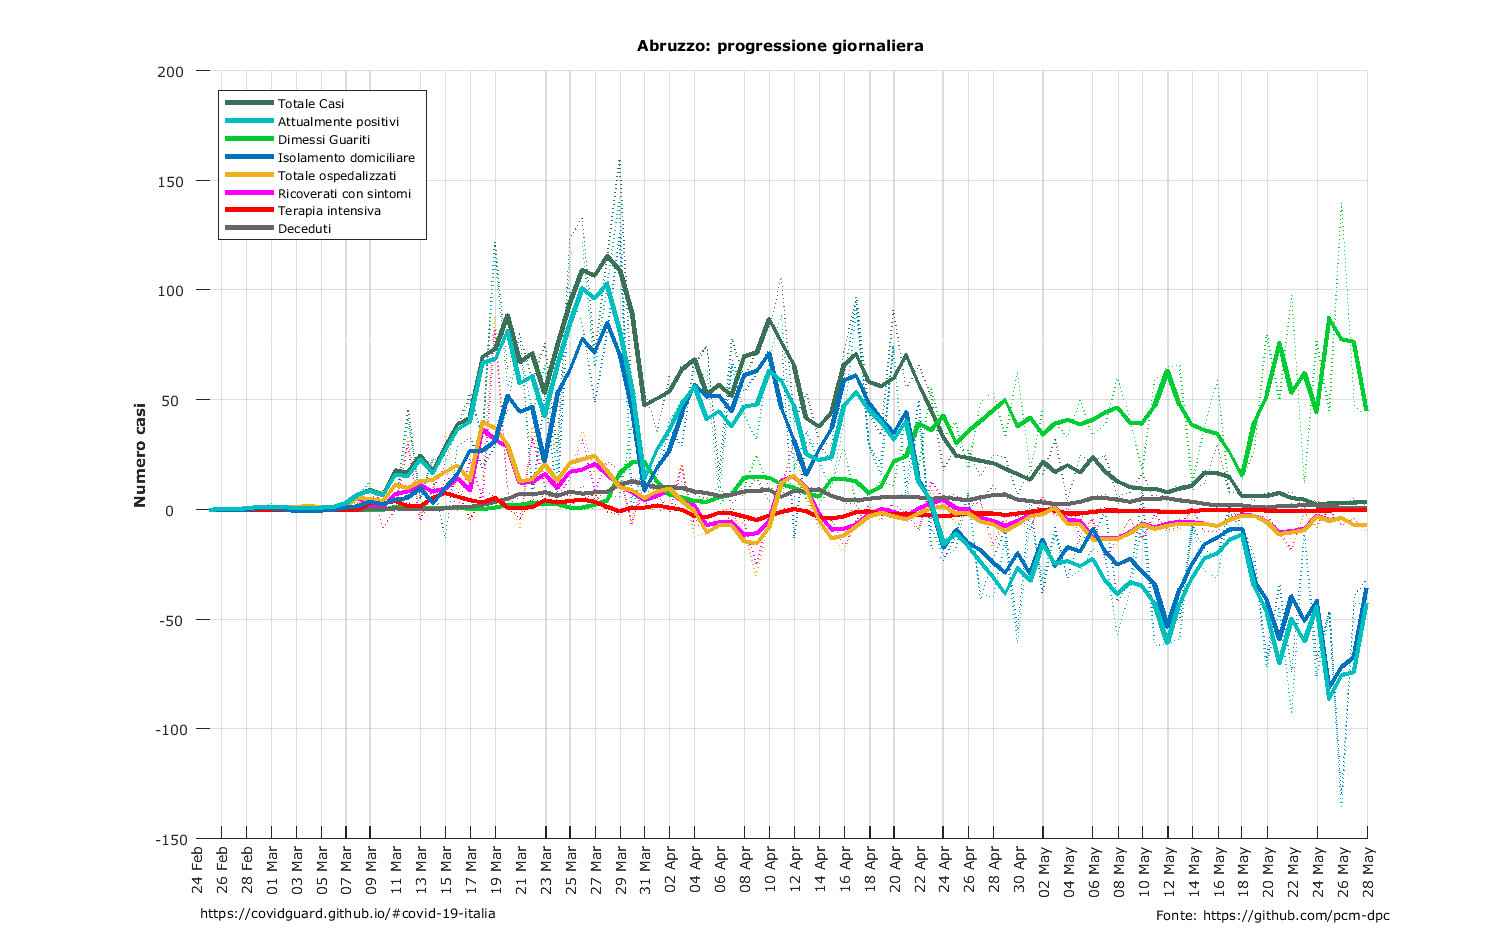 Abruzzo: progressione giornaliera
Numero casi
200
150
100
50
0
-50
-100
-150
Totale Casi
Attualmente positivi
Dimessi Guariti
Isolamento domiciliare
Totale ospedalizzati
Ricoverati con sintomi
Terapia intensiva
Deceduti
24 Feb
26 Feb
28 Feb
01 Mar
03 Mar
05 Mar
07 Mar
09 Mar
11 Mar
13 Mar
15 Mar
17 Mar
19 Mar
21 Mar
23 Mar
25 Mar
27 Mar
29 Mar
31 Mar
02 Apr
04 Apr
06 Apr
08 Apr
10 Apr
12 Apr
14 Apr
16 Apr
18 Apr
20 Apr
22 Apr
24 Apr
26 Apr
28 Apr
30 Apr
02 May
04 May
06 May
08 May
10 May
12 May
14 May
16 May
18 May
20 May
22 May
24 May
26 May
28 May
https://covidguard.github.io/#covid-19-italia
Fonte: https://github.com/pcm-dpc